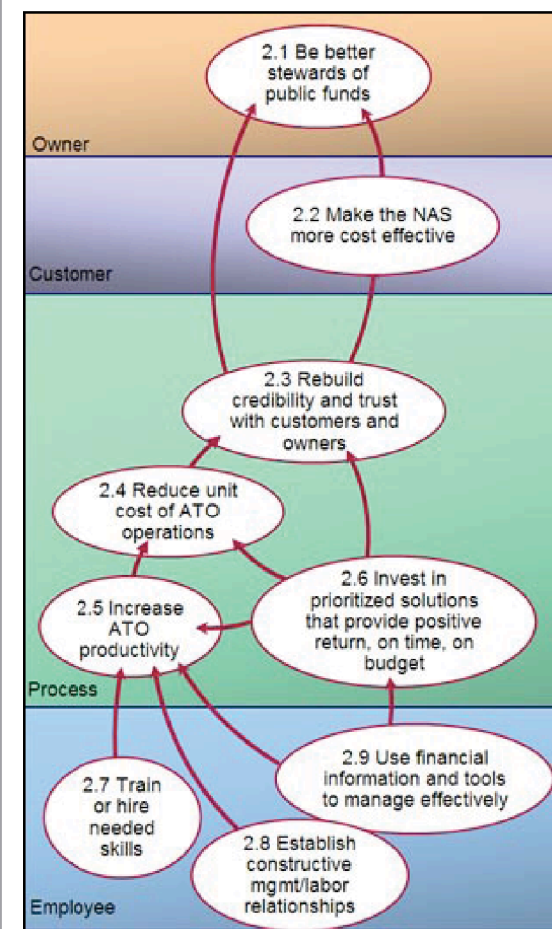 2.1 Be better
stewards of
public funds
Owner
2.2 Make the NAS
more cost effective
Customer
2.3 Rebuild
credibility and trust
with customers and
owners
2.4 Reduce unit
cost of ATO
operations
2.6 Invest in
prioritized solutions
that provide positive
return, on time, on
budget
2.5 Increase
ATO
productivity
Process
2.9 Use financial
information and tools
to manage effectively
2.7 Train
or hire
needed
skills
2.8 Establish
constructive
mgmt/labor
relationships
Employee